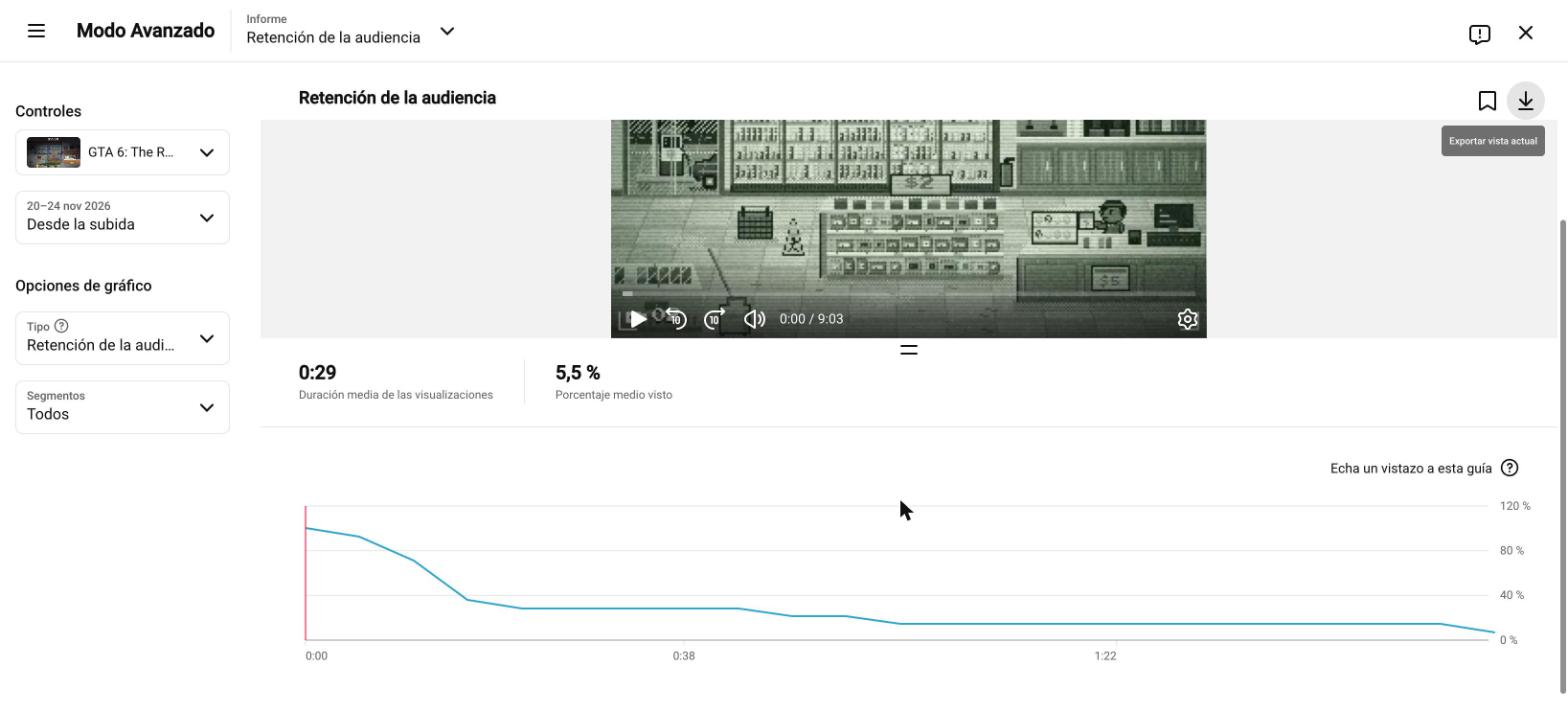 Modo Avanzado
Informe
Retención de la audiencia
Controles
GTA 6: The R...
20–24 nov 2026
Desde la subida
Opciones de gráfico
Tipo
Retención de la audi...
Segmentos
Todos
Retención de la audiencia
Exportar vista actual
$2
$5
10
10
0:00 / 9:03
0:29
Duración media de las visualizaciones
5,5 %
Porcentaje medio visto
Echa un vistazo a esta guía
120 %
80 %
40 %
0 %
0:00
0:38
1:22